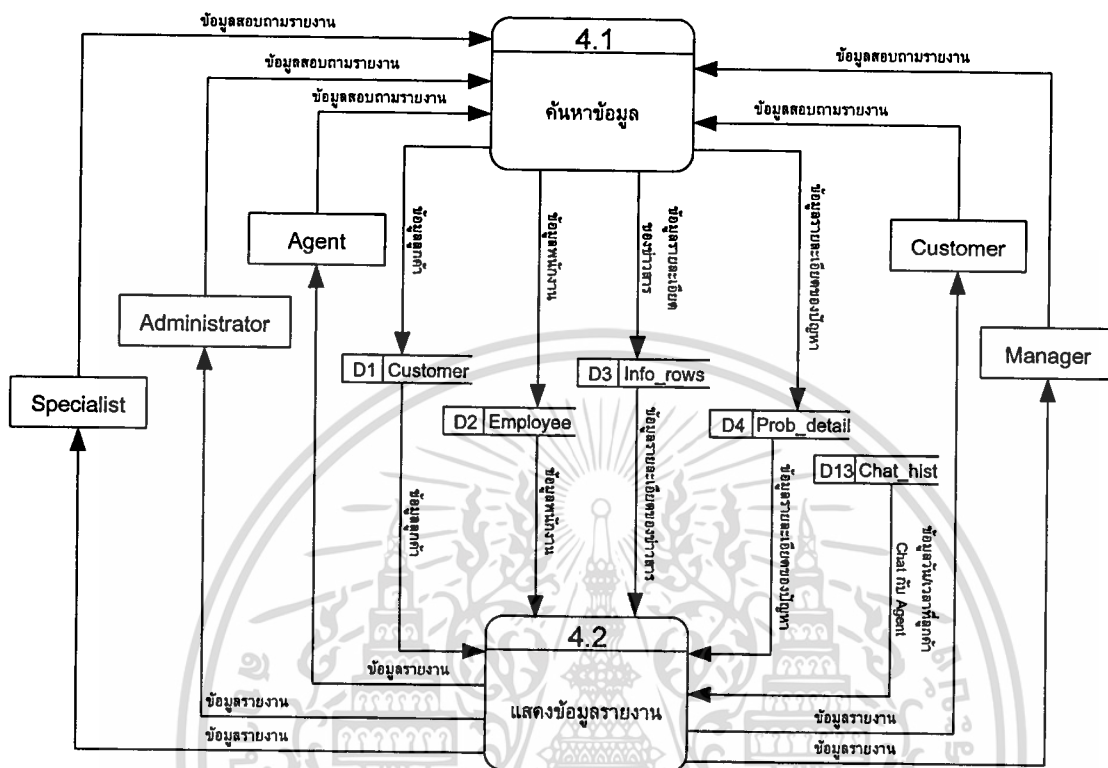 ข้อมูลสอบถามรายงาน
4.1
ข้อมูลสอบถามรายงาน
ข้อมูลสอบถามรายงาน
ข้อมูลสอบถามรายงาน
ค้นหาข้อมูล
ข้อมูลสอบถามรายงาน
Agent
Customer
Administrator
Manager
Specialist
ข้อมูลลูกค้า
ข้อมูลพนักงาน
ข้อมูลรายละเอียด
ของข่าวสาร
ข้อมูลรายละเอียดของปัญหา
D1 Customer
D3 Info_rows
D2 Employee
D4 Prob_detail
D13 Chat_hist
ข้อมูลลูกค้า
ข้อมูลพนักงาน
ข้อมูลรายละเอียดของข่าวสาร
ข้อมูลรายละเอียดของปัญหา
ข้อมูลวัน/เวลาที่ลูกค้า
Chat กับ Agent
4.2
แสดงข้อมูลรายงาน
ข้อมูลรายงาน
ข้อมูลรายงาน
ข้อมูลรายงาน
ข้อมูลรายงาน
ข้อมูลรายงาน